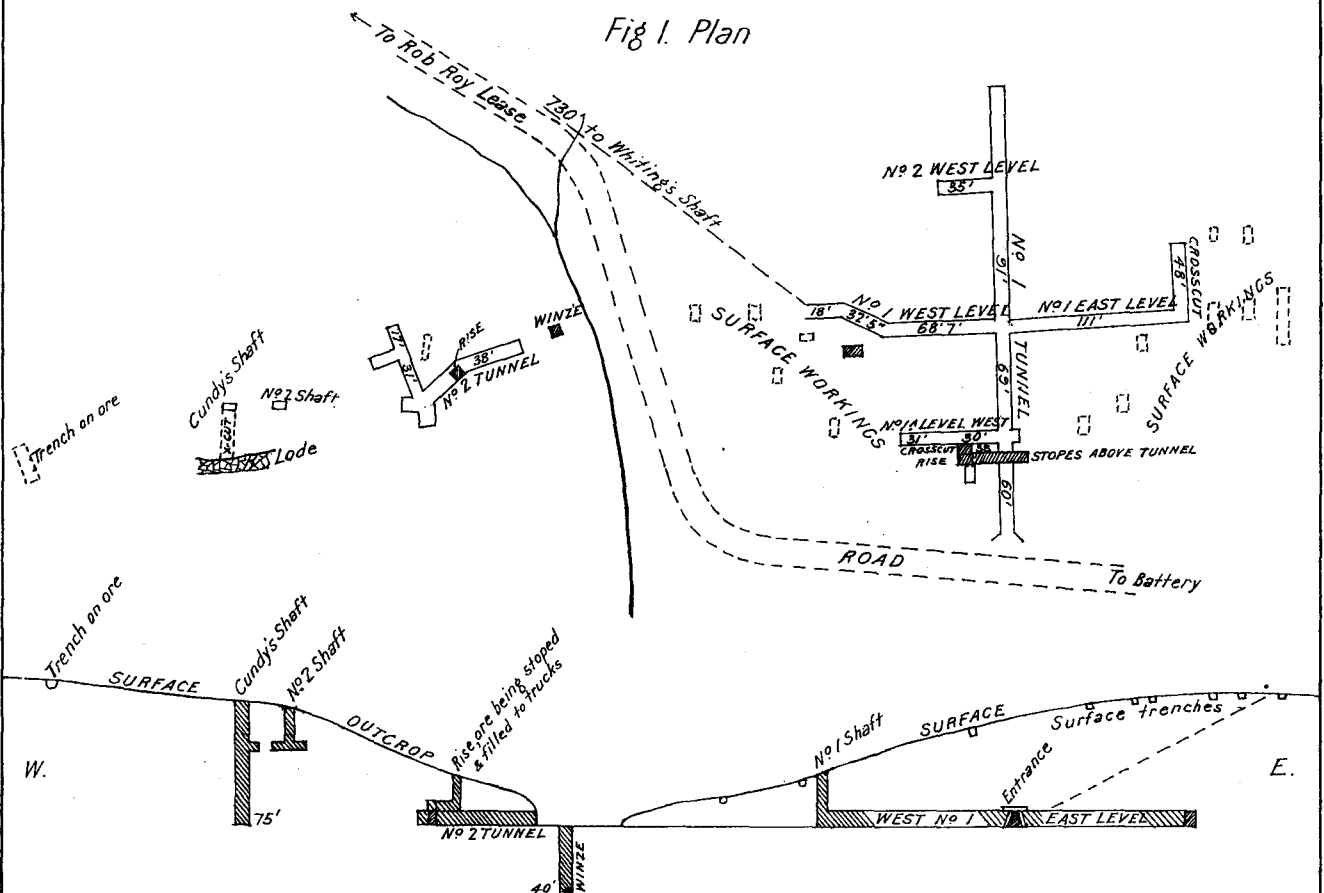 Fig 1. Plan
To Rob Roy Lease
730' to Whiting's Shaft
Nº 2 WEST LEVEL
35'
91'
Nº 1
TUNNEL
69'
60'
CROSSCUT
48'
Nº 1 WEST LEVEL
18'
32'5"
68'7'
Nº 1 EAST LEVEL
111'
SURFACE WORKINGS
SURFACE WORKINGS
WINZE
RISE
38'
Nº 2 TUNNEL
17'
31'
Cundy's Shaft
Nº 2 Shaft
Lode
Trench on ore
LEVEL WEST
31'
30'
CROSSCUT
RISE
STOPES ABOVE TUNNEL
ROAD
To Battery
Trench on ore
SURFACE
Cundy's Shaft
Nº 2 Shaft
OUTCROP
Rise, ore being stoped
& filled to trucks
Nº 1 Shaft
SURFACE
Surface trenches
Entrance
W.
E.
75'
Nº 2 TUNNEL
WEST Nº 1
EAST LEVEL
WINZE
40'